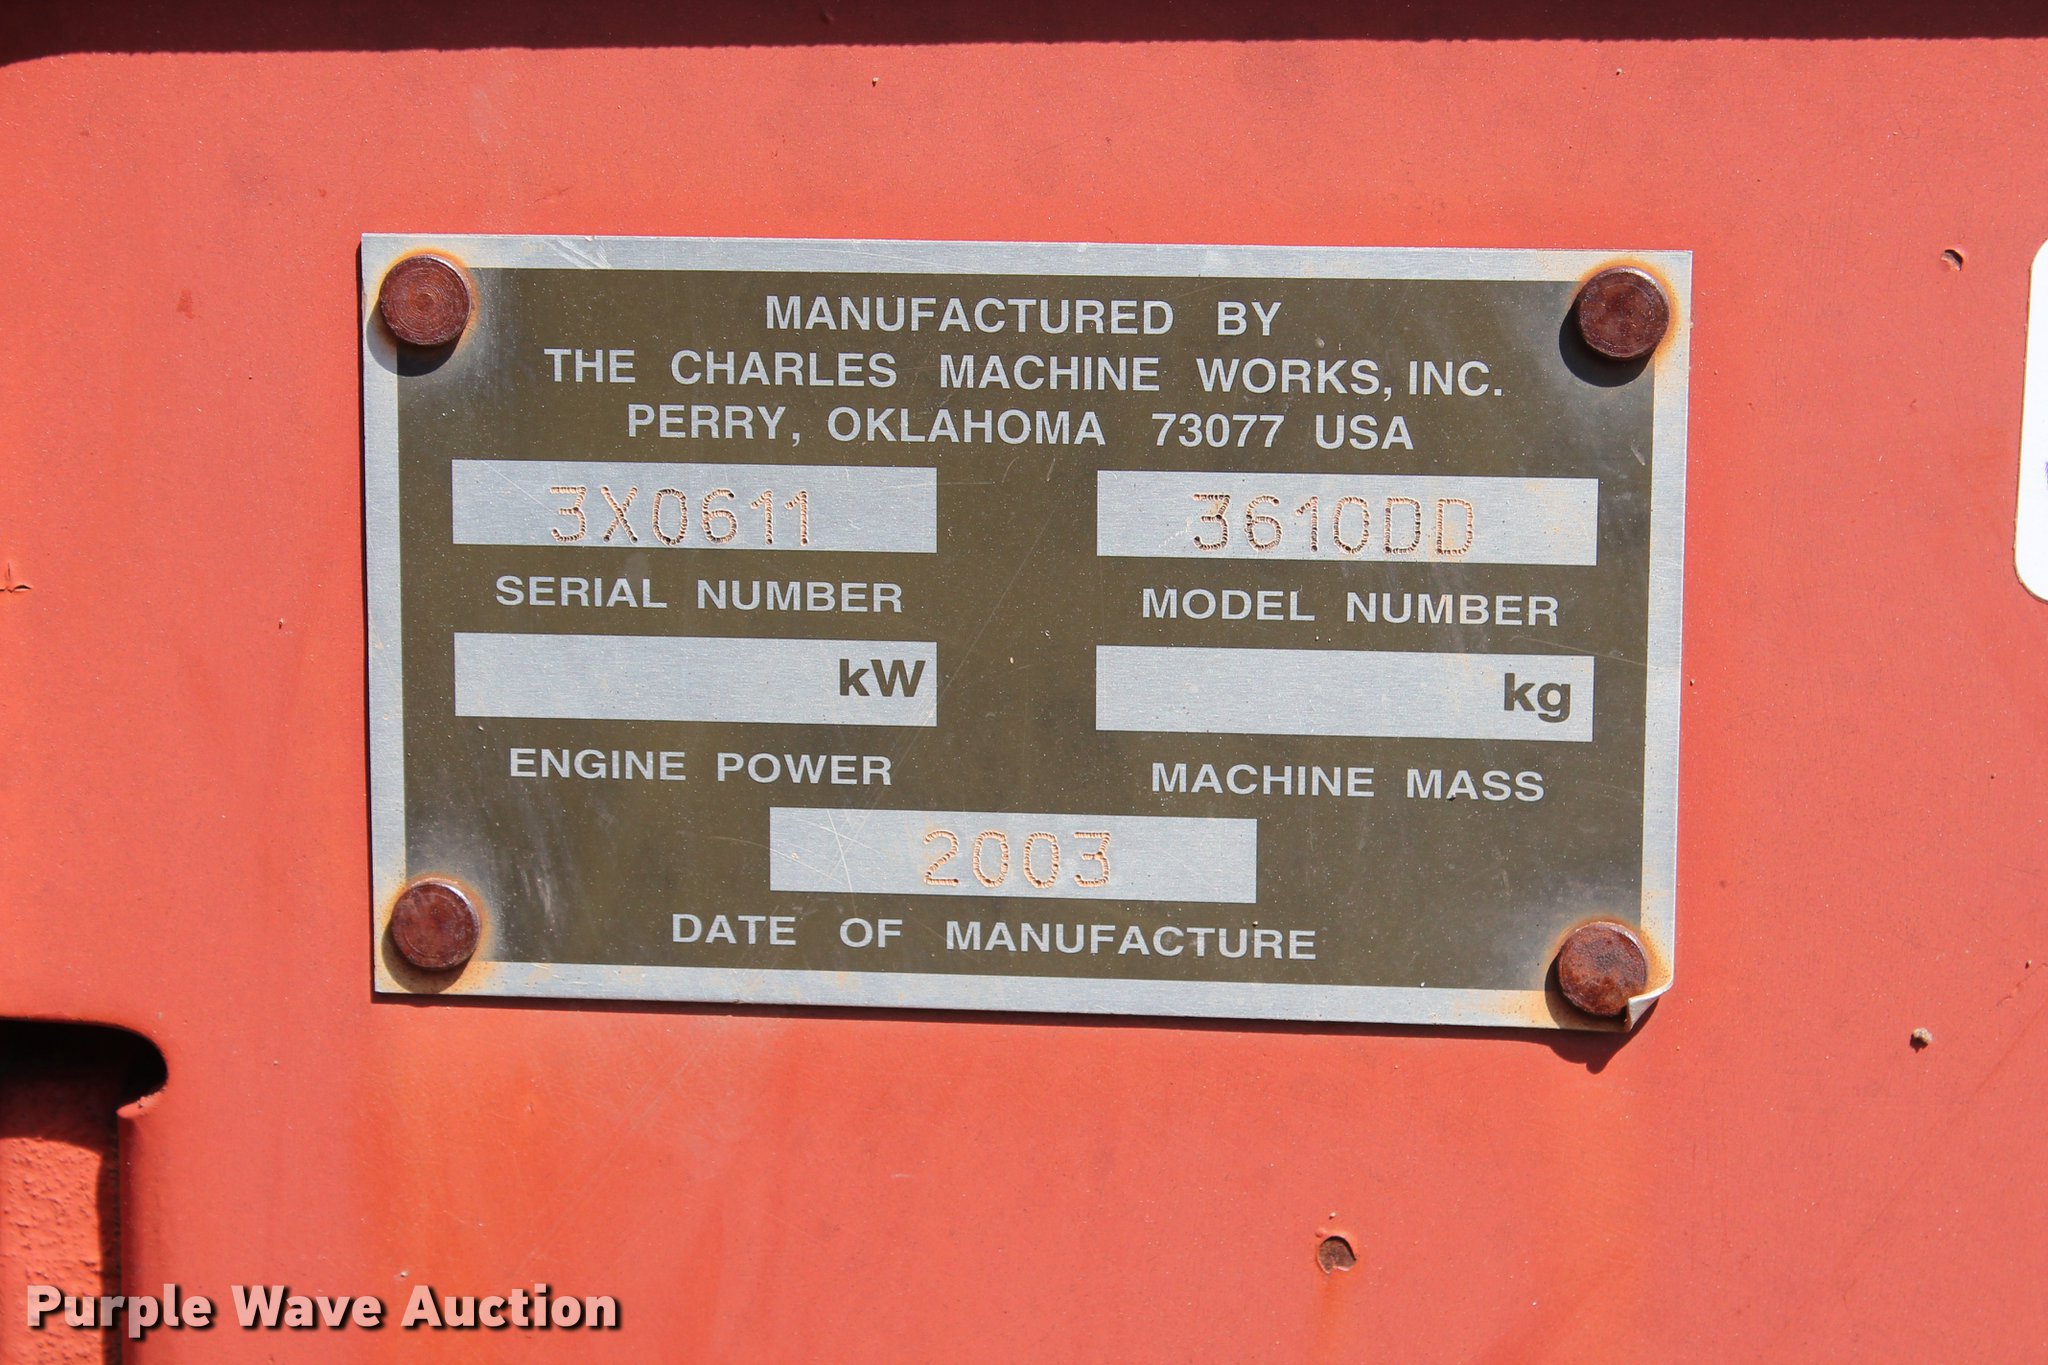 MANUFACTURED BY
THE CHARLES MACHINE WORKS, INC.
PERRY, OKLAHOMA 73077 USA
3X0611 3610DD
SERIAL NUMBER MODEL NUMBER
kW kg
ENGINE POWER MACHINE MASS
2003
DATE OF MANUFACTURE
Purple Wave Auction